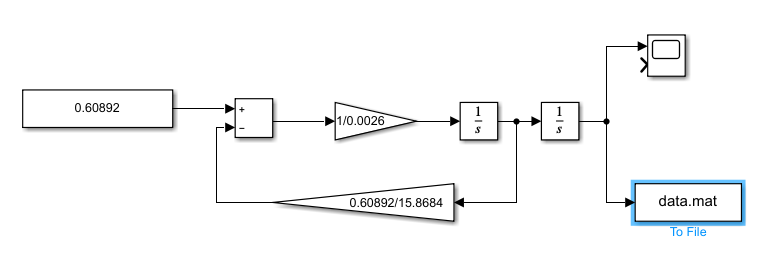 0.60892
+
−
1/0.0026
1
s
1
s
0.60892/15.8684
data.mat
To File